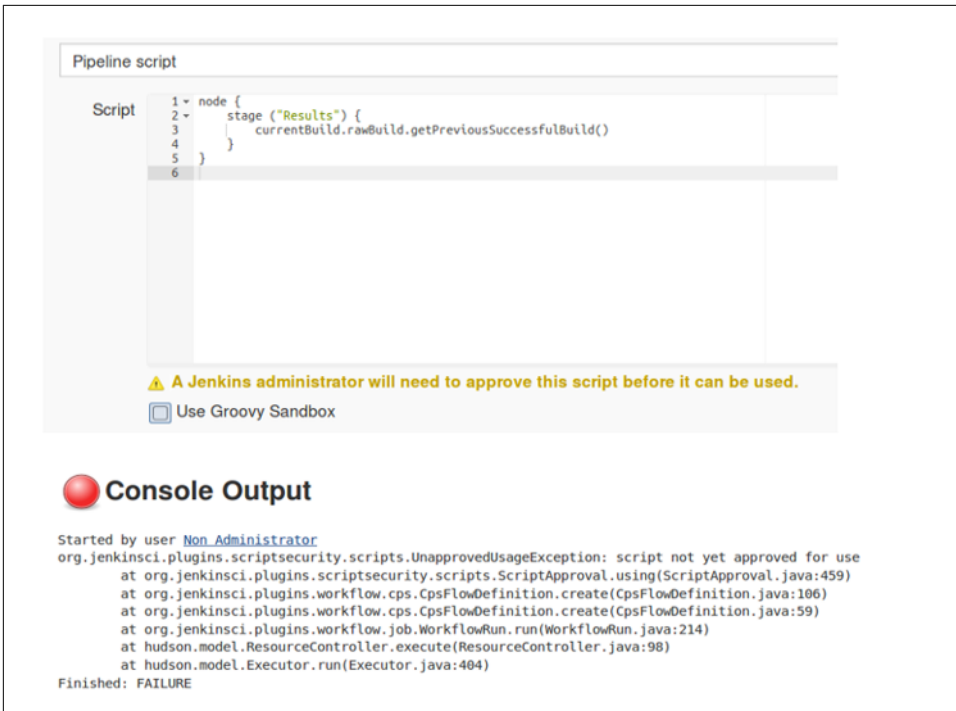 Pipeline script
Script
1 node {
2 stage ("Results") {
3 currentBuild.rawBuild.getPreviousSuccessfulBuild()
4 }
5 }
6
A Jenkins administrator will need to approve this script before it can be used.
Use Groovy Sandbox
Console Output
Started by user Non Administrator
org.jenkinsci.plugins.scriptsecurity.scripts.UnapprovedUsageException: script not yet approved for use
at org.jenkinsci.plugins.scriptsecurity.scripts.ScriptApproval.using(ScriptApproval.java:459)
at org.jenkinsci.plugins.workflow.cps.CpsFlowDefinition.create(CpsFlowDefinition.java:106)
at org.jenkinsci.plugins.workflow.cps.CpsFlowDefinition.create(CpsFlowDefinition.java:59)
at org.jenkinsci.plugins.workflow.job.WorkflowRun.run(WorkflowRun.java:214)
at hudson.model.ResourceController.execute(ResourceController.java:98)
at hudson.model.Executor.run(Executor.java:404)
Finished: FAILURE